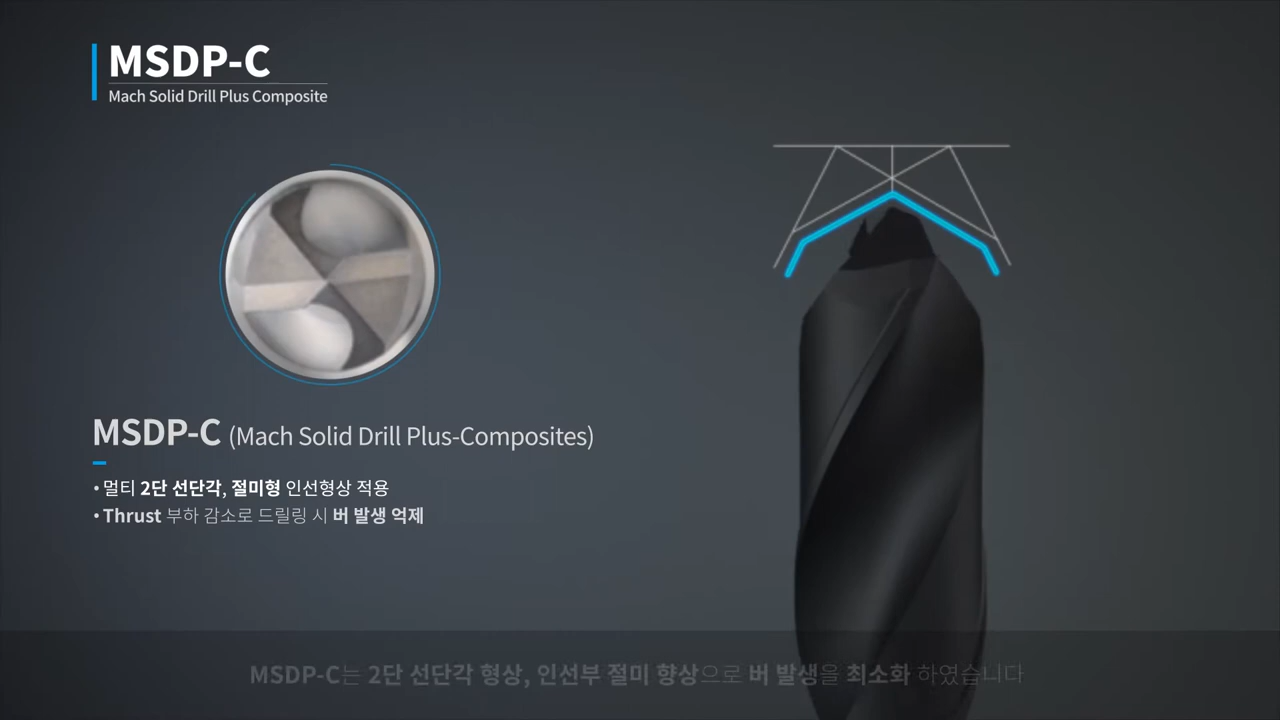 MSDP-C
Mach Solid Drill Plus Composite
MSDP-C (Mach Solid Drill Plus-Composites)
• 멀티 2단 선단각, 절미형 인선형상 적용
• Thrust 부하 감소로 드릴링 시 버 발생 억제
MSDP-C는 2단 선단각 형상, 인선부 절미 향상으로 버 발생을 최소화 하였습니다